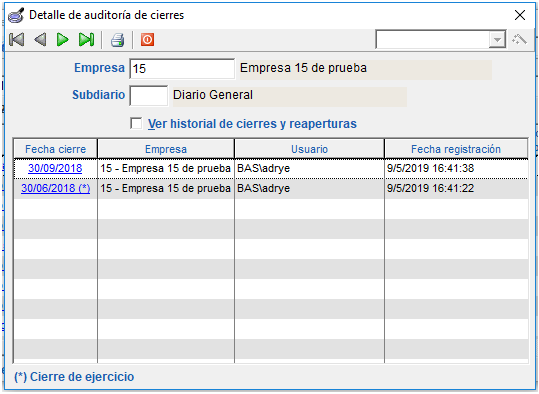 Detalle de auditoría de cierres
Empresa 15 Empresa 15 de prueba
Subdiario Diario General
Ver historial de cierres y reaperturas
Fecha cierre Empresa Usuario Fecha registración
30/09/2018 15 - Empresa 15 de prueba BAS\adrye 9/5/2019 16:41:38
30/06/2018 (*) 15 - Empresa 15 de prueba BAS\adrye 9/5/2019 16:41:22
(*) Cierre de ejercicio